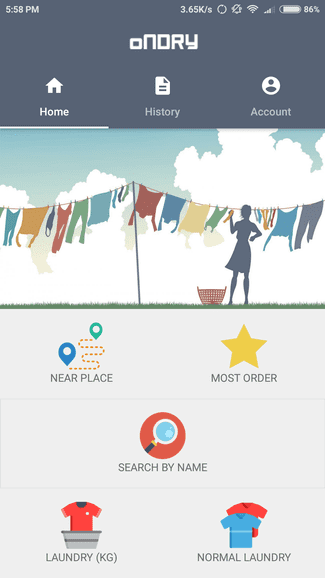 5:58 PM 3.65K/s 86%
oNDRY
Home History Account
NEAR PLACE MOST ORDER
SEARCH BY NAME
LAUNDRY (KG) NORMAL LAUNDRY